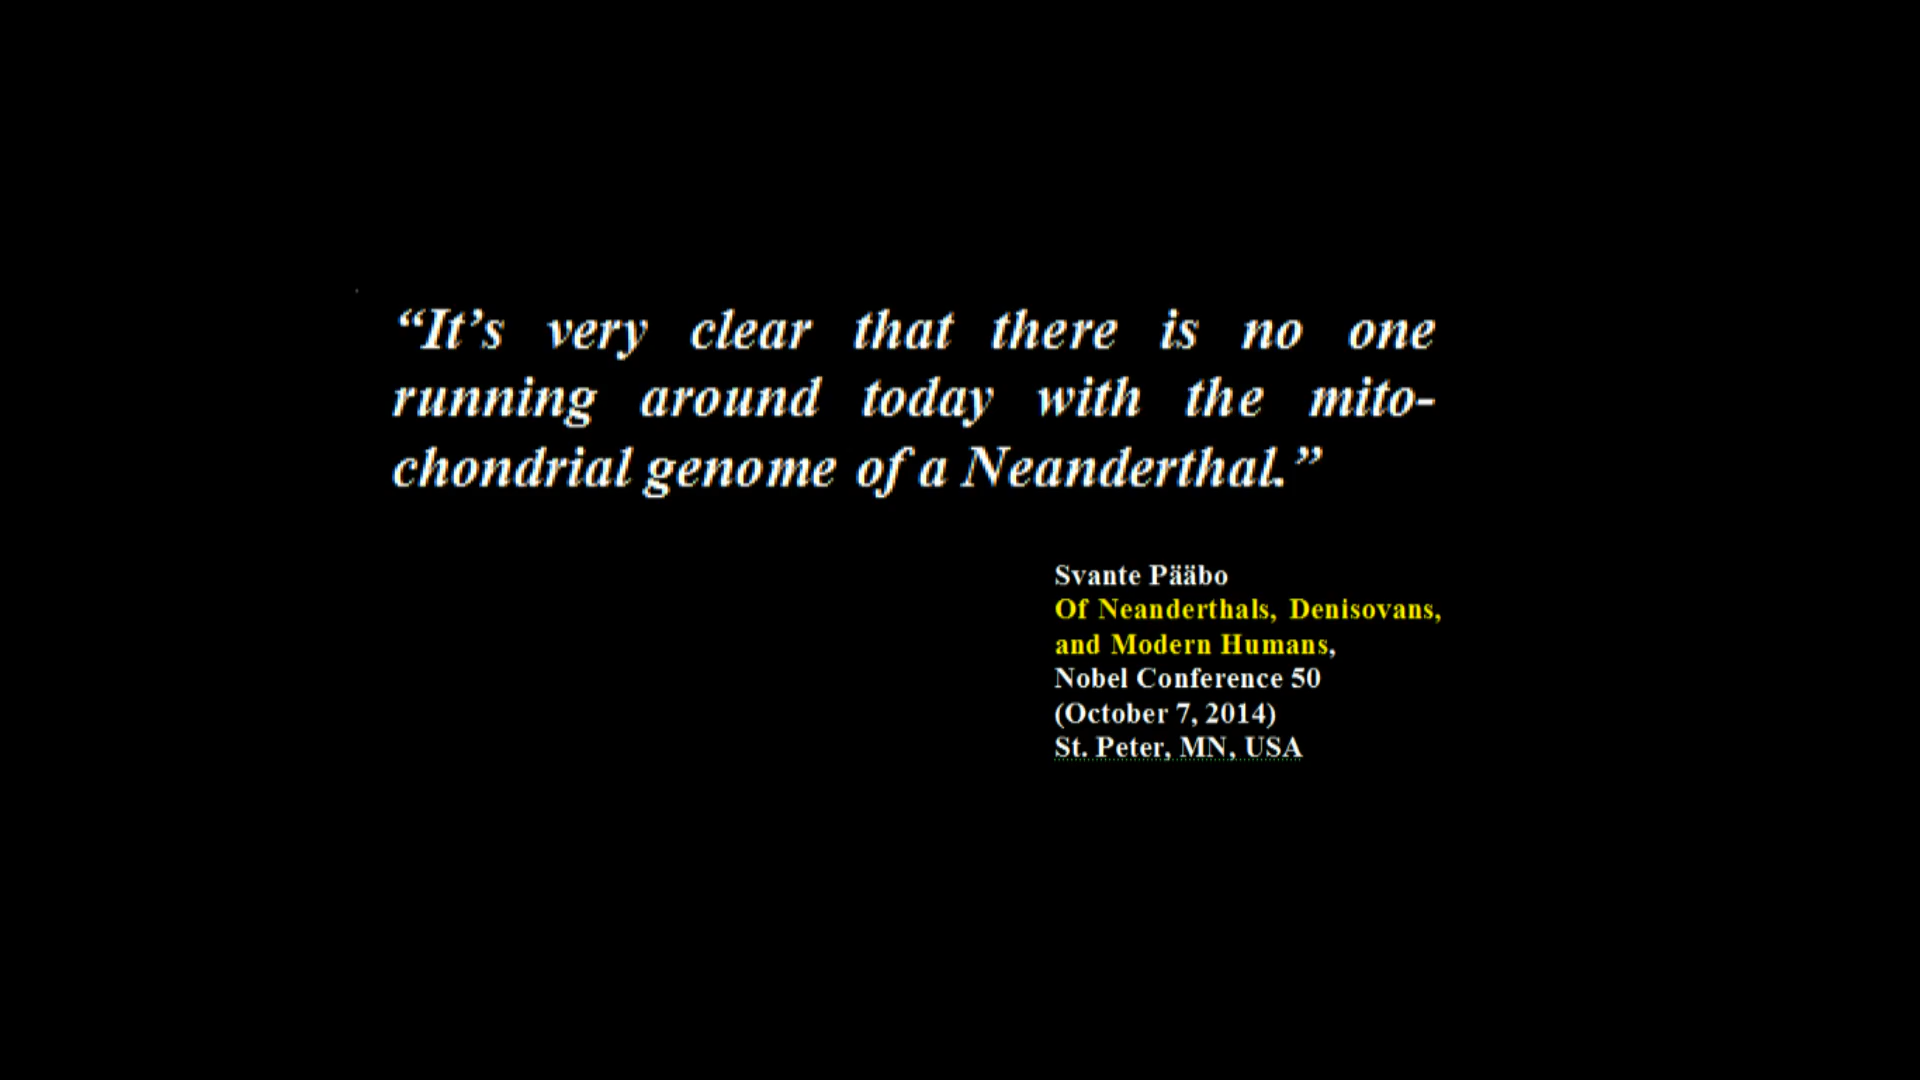 “It’s very clear that there is no one
running around today with the mito-
chondrial genome of a Neanderthal.”
Svante Pääbo
Of Neanderthals, Denisovans,
and Modern Humans,
Nobel Conference 50
(October 7, 2014)
St. Peter, MN, USA